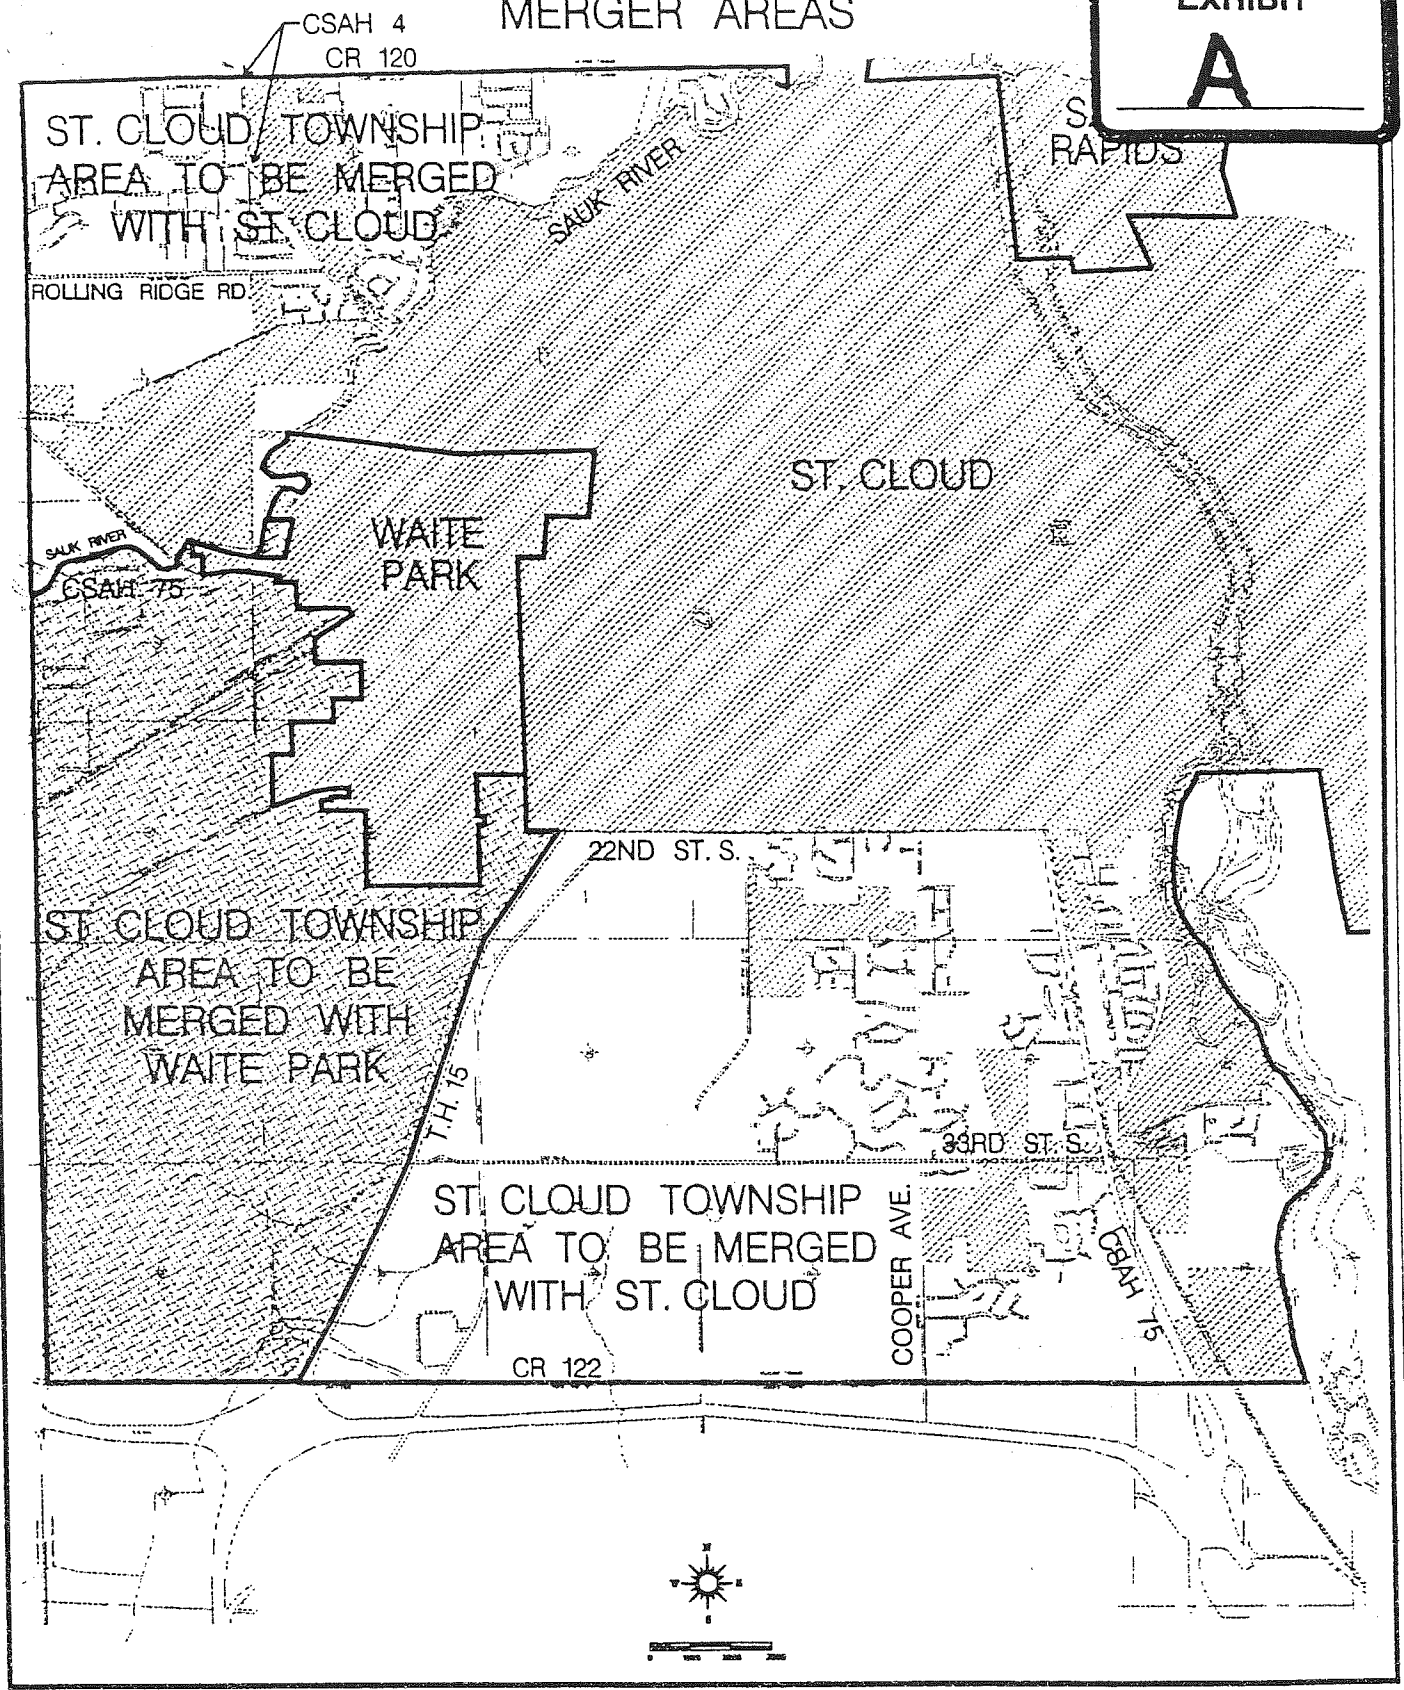 MERGER AREAS
EXHIBIT
A
CSAH 4
CR 120
ST. CLOUD TOWNSHIP
AREA TO BE MERGED
WITH ST. CLOUD
SAUK RIVER
RAPIDS
ROLLING RIDGE RD.
ST. CLOUD
WAITE
PARK
SAUK RIVER
CSAH 75
22ND ST. S.
ST. CLOUD TOWNSHIP
AREA TO BE
MERGED WITH
WAITE PARK
T.H. 15
33RD ST. S.
ST. CLOUD TOWNSHIP
AREA TO BE MERGED
WITH ST. CLOUD
COOPER AVE.
CSAH 75
CR 122
N
S